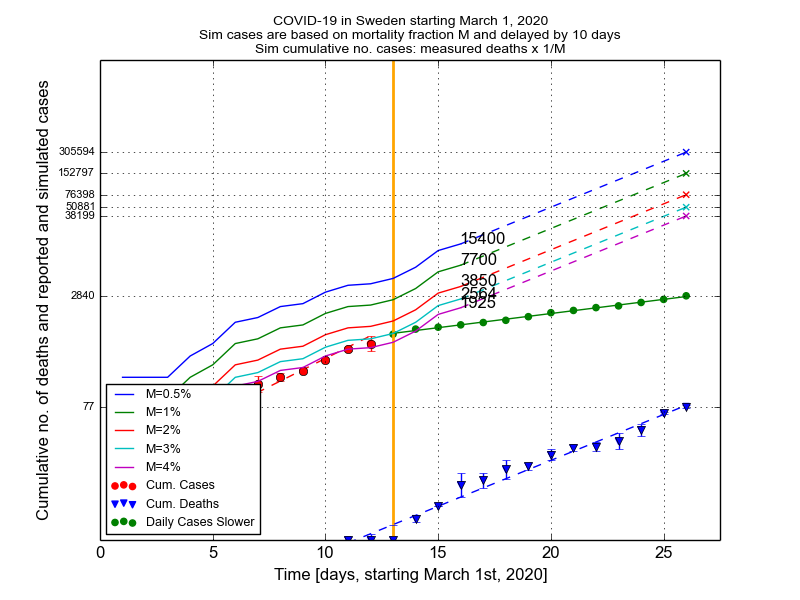 COVID-19 in Sweden starting March 1, 2020
Sim cases are based on mortality fraction M and delayed by 10 days
Sim cumulative no. cases: measured deaths x 1/M
Cumulative no. of deaths and reported and simulated cases
305594
152797
76398
50881
38199
2840
77
15400
7700
3850
2564
1925
M=0.5%
M=1%
M=2%
M=3%
M=4%
Cum. Cases
Cum. Deaths
Daily Cases Slower
0 5 10 15 20 25
Time [days, starting March 1st, 2020]